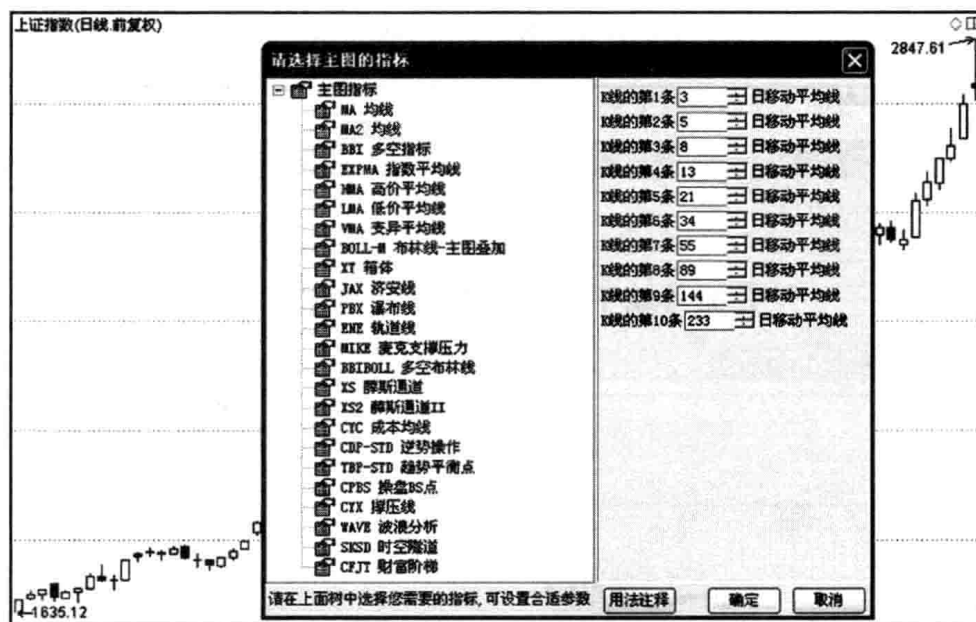 上证指数(日线.前复权)
2847.61
请选择主图的指标
主图指标
MA 均线
MA2 均线
BBI 多空指标
EXPMA 指数平均线
HMA 高价平均线
LMA 低价平均线
VMA 变异平均线
BOLL-M 布林线-主图叠加
XT 箱体
JAX 济安线
PBX 瀑布线
ENE 轨道线
MIKE 麦克支撑压力
BBIBOLL 多空布林线
XS 薛斯通道
XS2 薛斯通道II
CYC 成本均线
CDP-STD 逆势操作
TBP-STD 趋势平衡点
CPBS 操盘BS点
CYX 撑压线
WAVE 波浪分析
SKSD 时空隧道
CFJT 财富阶梯
K线的第1条 3 日移动平均线
K线的第2条 5 日移动平均线
K线的第3条 8 日移动平均线
K线的第4条 13 日移动平均线
K线的第5条 21 日移动平均线
K线的第6条 34 日移动平均线
K线的第7条 55 日移动平均线
K线的第8条 89 日移动平均线
K线的第9条 144 日移动平均线
K线的第10条 233 日移动平均线
请在上面树中选择您需要的指标,可设置合适参数
用法注释 确定 取消
1635.12